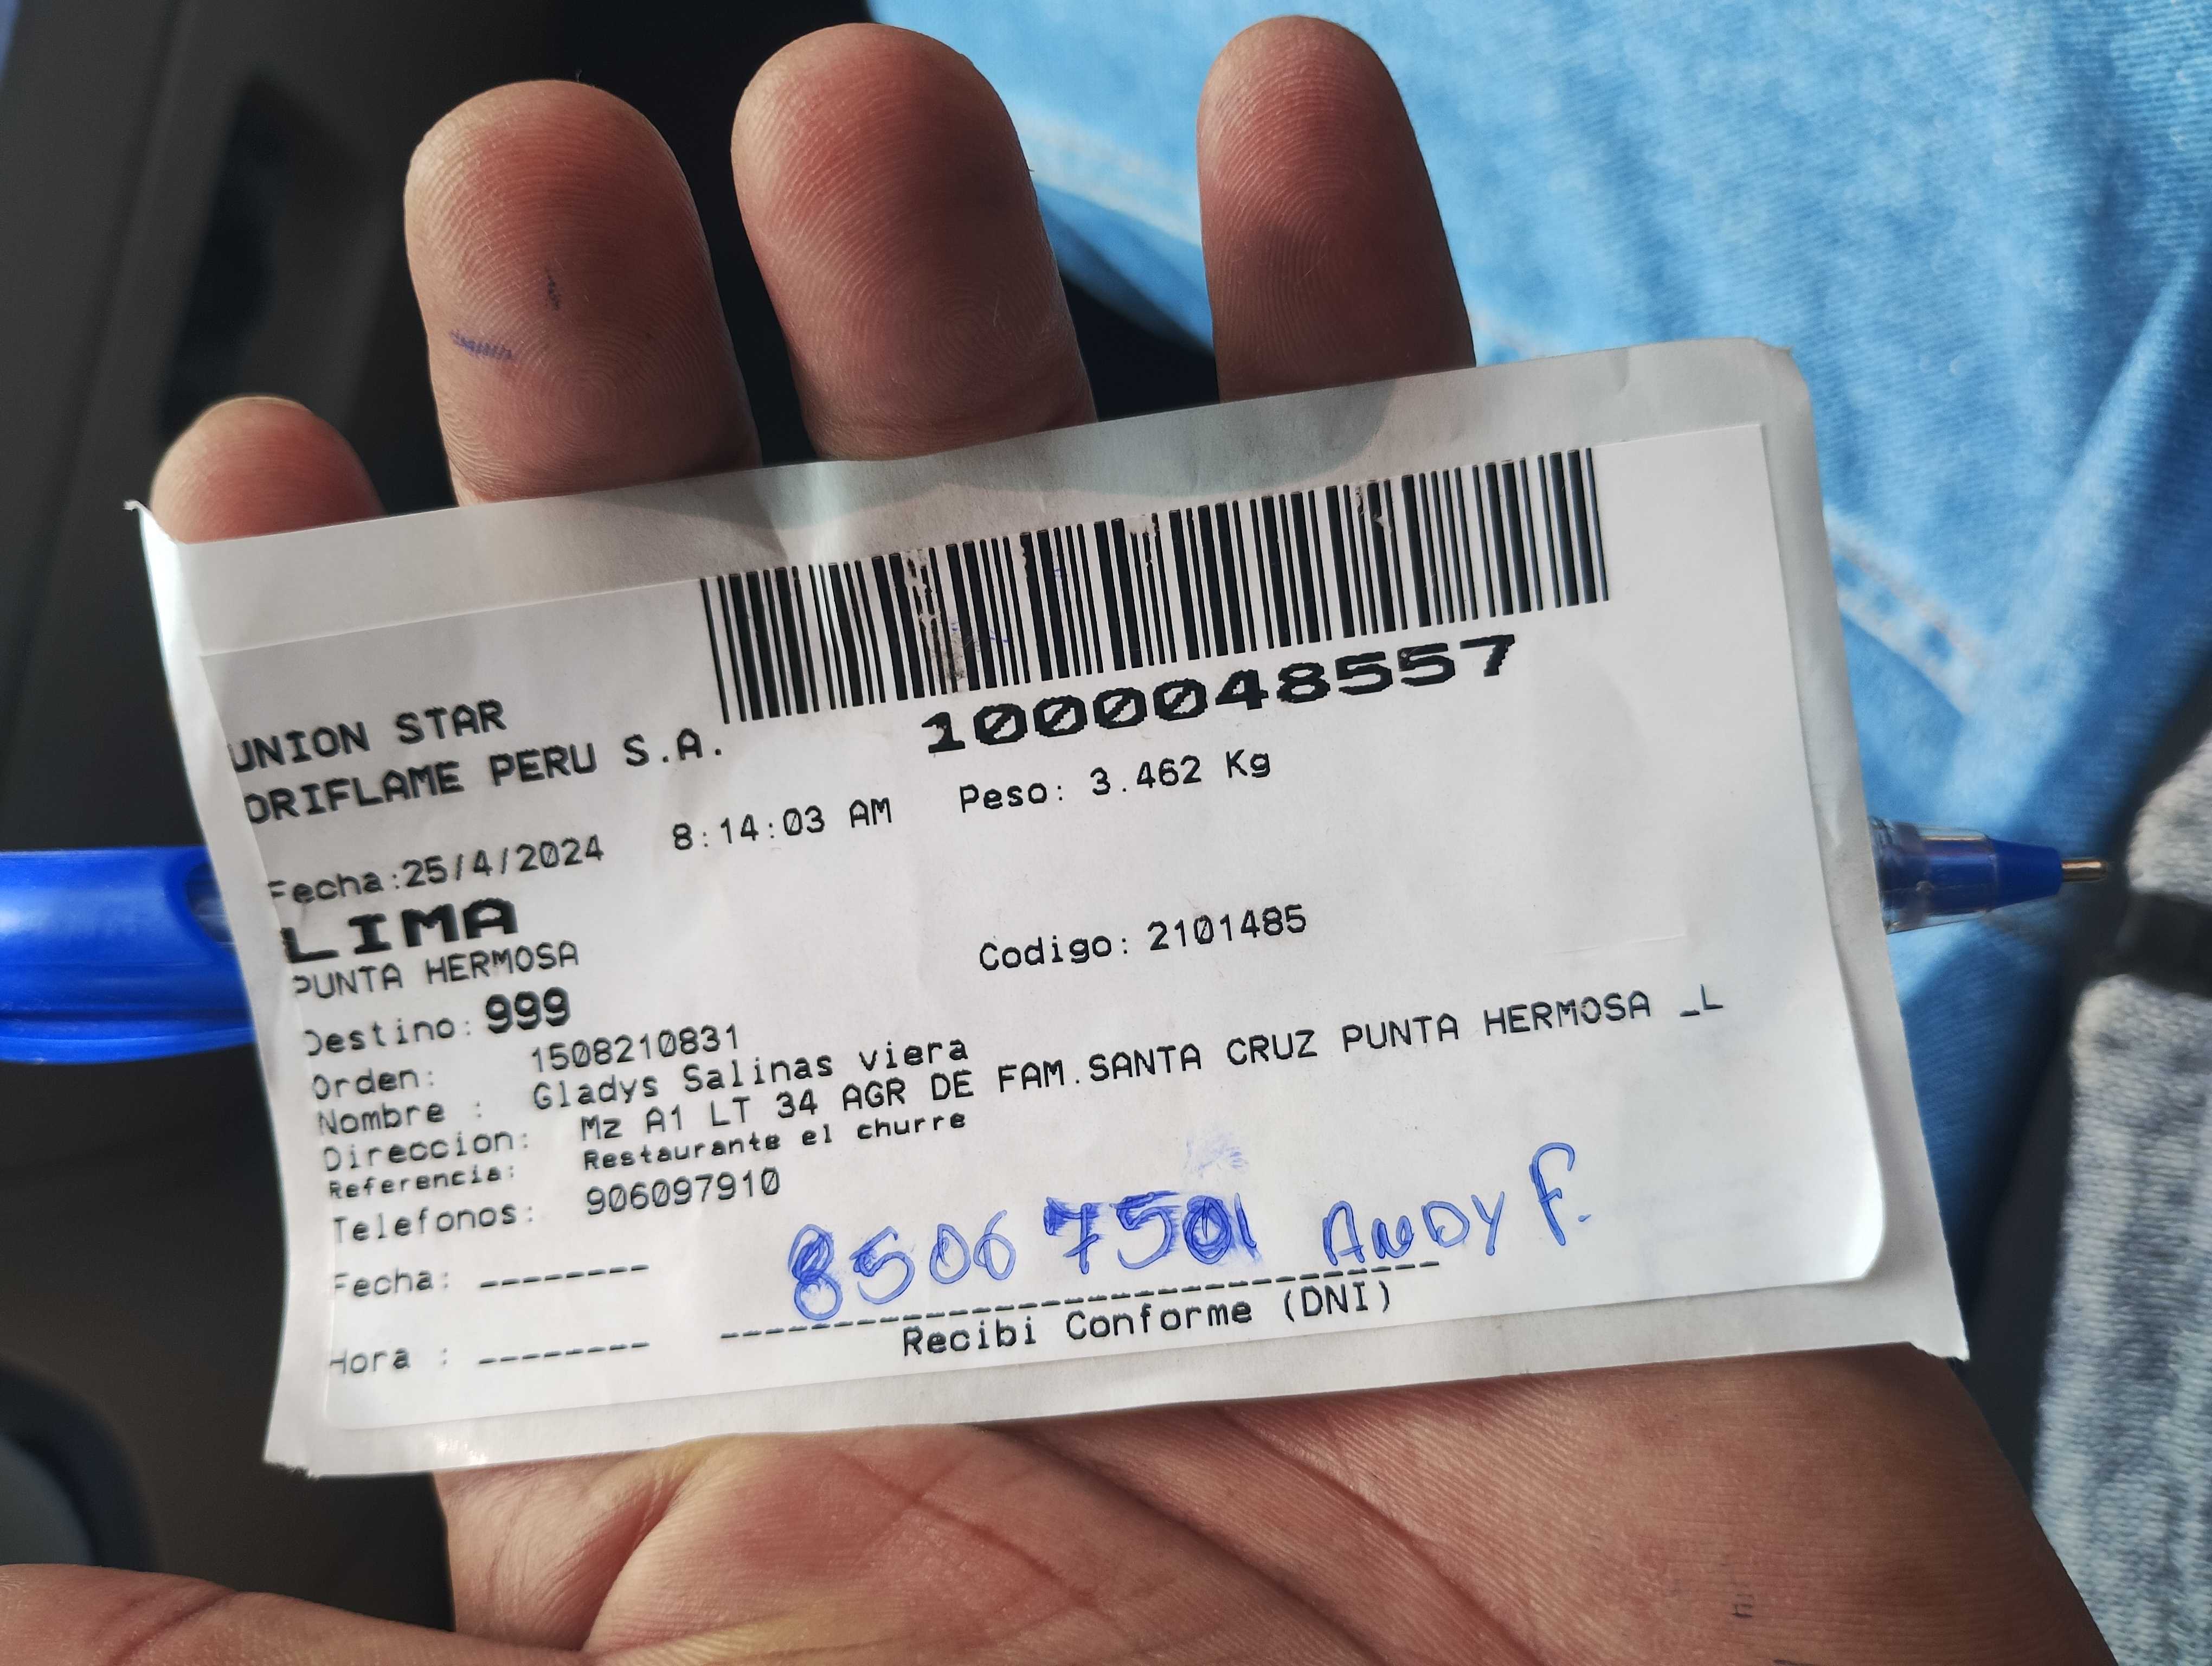 1000048557
UNION STAR
ORIFLAME PERU S.A.
Fecha:25/4/2024 8:14:03 AM Peso: 3.462 Kg
LIMA
PUNTA HERMOSA
Codigo: 2101485
Destino: 999
Orden: 1508210831
Nombre : Gladys Salinas viera
Direccion: Mz A1 LT 34 AGR DE FAM.SANTA CRUZ PUNTA HERMOSA _L
Referencia: Restaurante el churre
Telefonos: 906097910
ANDY F.
Fecha: --------
Recibi Conforme (DNI)
Hora : --------